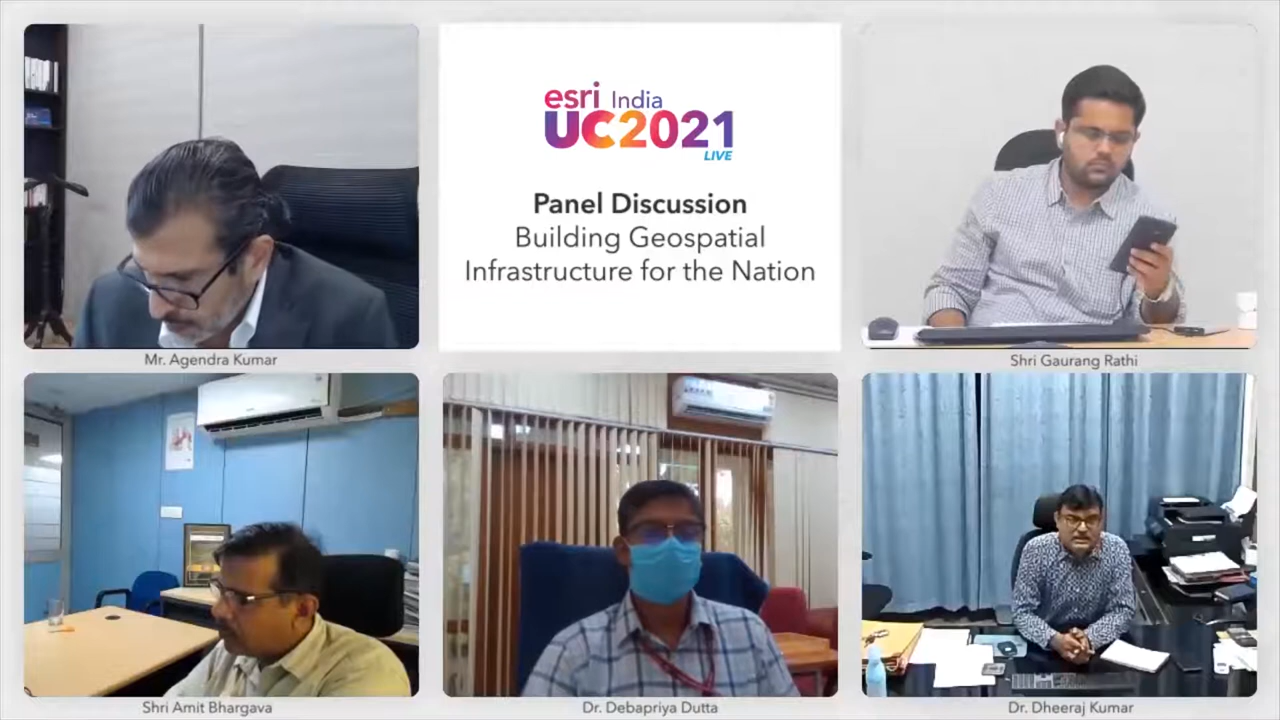 esri India
UC2021
LIVE
Panel Discussion
Building Geospatial
Infrastructure for the Nation
Mr. Agendra Kumar
Shri Gaurang Rathi
Shri Amit Bhargava
Dr. Debapriya Dutta
Dr. Dheeraj Kumar